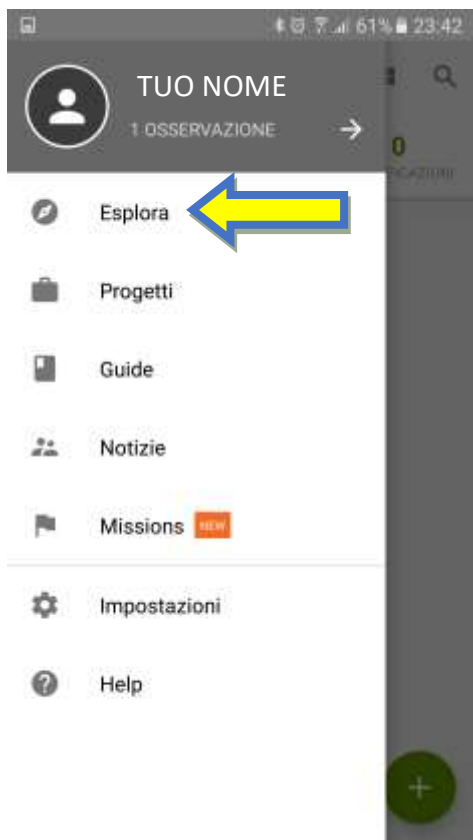 61% 23:42
TUO NOME
1 OSSERVAZIONE
0
Esplora
Progetti
Guide
Notizie
Missions NEW
Impostazioni
Help